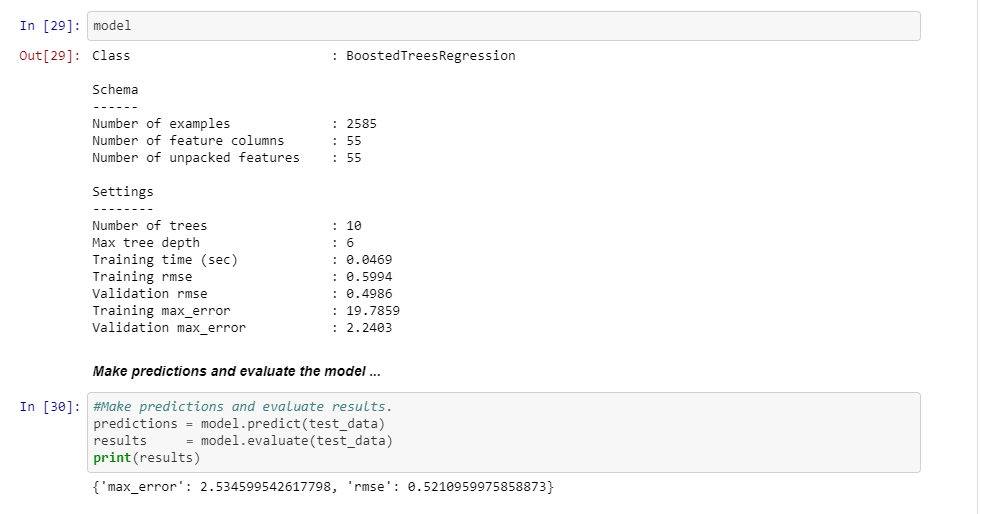 In [29]: model
Out[29]: Class : BoostedTreesRegression
Schema
------
Number of examples : 2585
Number of feature columns : 55
Number of unpacked features : 55
Settings
--------
Number of trees : 10
Max tree depth : 6
Training time (sec) : 0.0469
Training rmse : 0.5994
Validation rmse : 0.4986
Training max_error : 19.7859
Validation max_error : 2.2403
Make predictions and evaluate the model ...
In [30]: #Make predictions and evaluate results.
predictions = model.predict(test_data)
results = model.evaluate(test_data)
print(results)
{'max_error': 2.534599542617798, 'rmse': 0.5210959975858873}